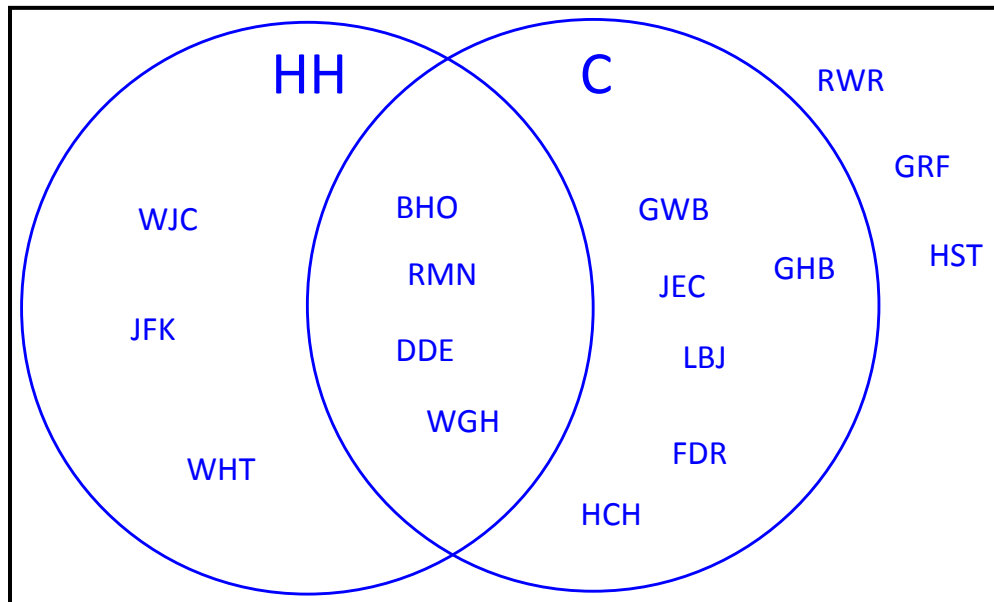 HH
C
RWR
GRF
HST
WJC
JFK
WHT
BHO
RMN
DDE
WGH
GWB
GHB
JEC
LBJ
FDR
HCH